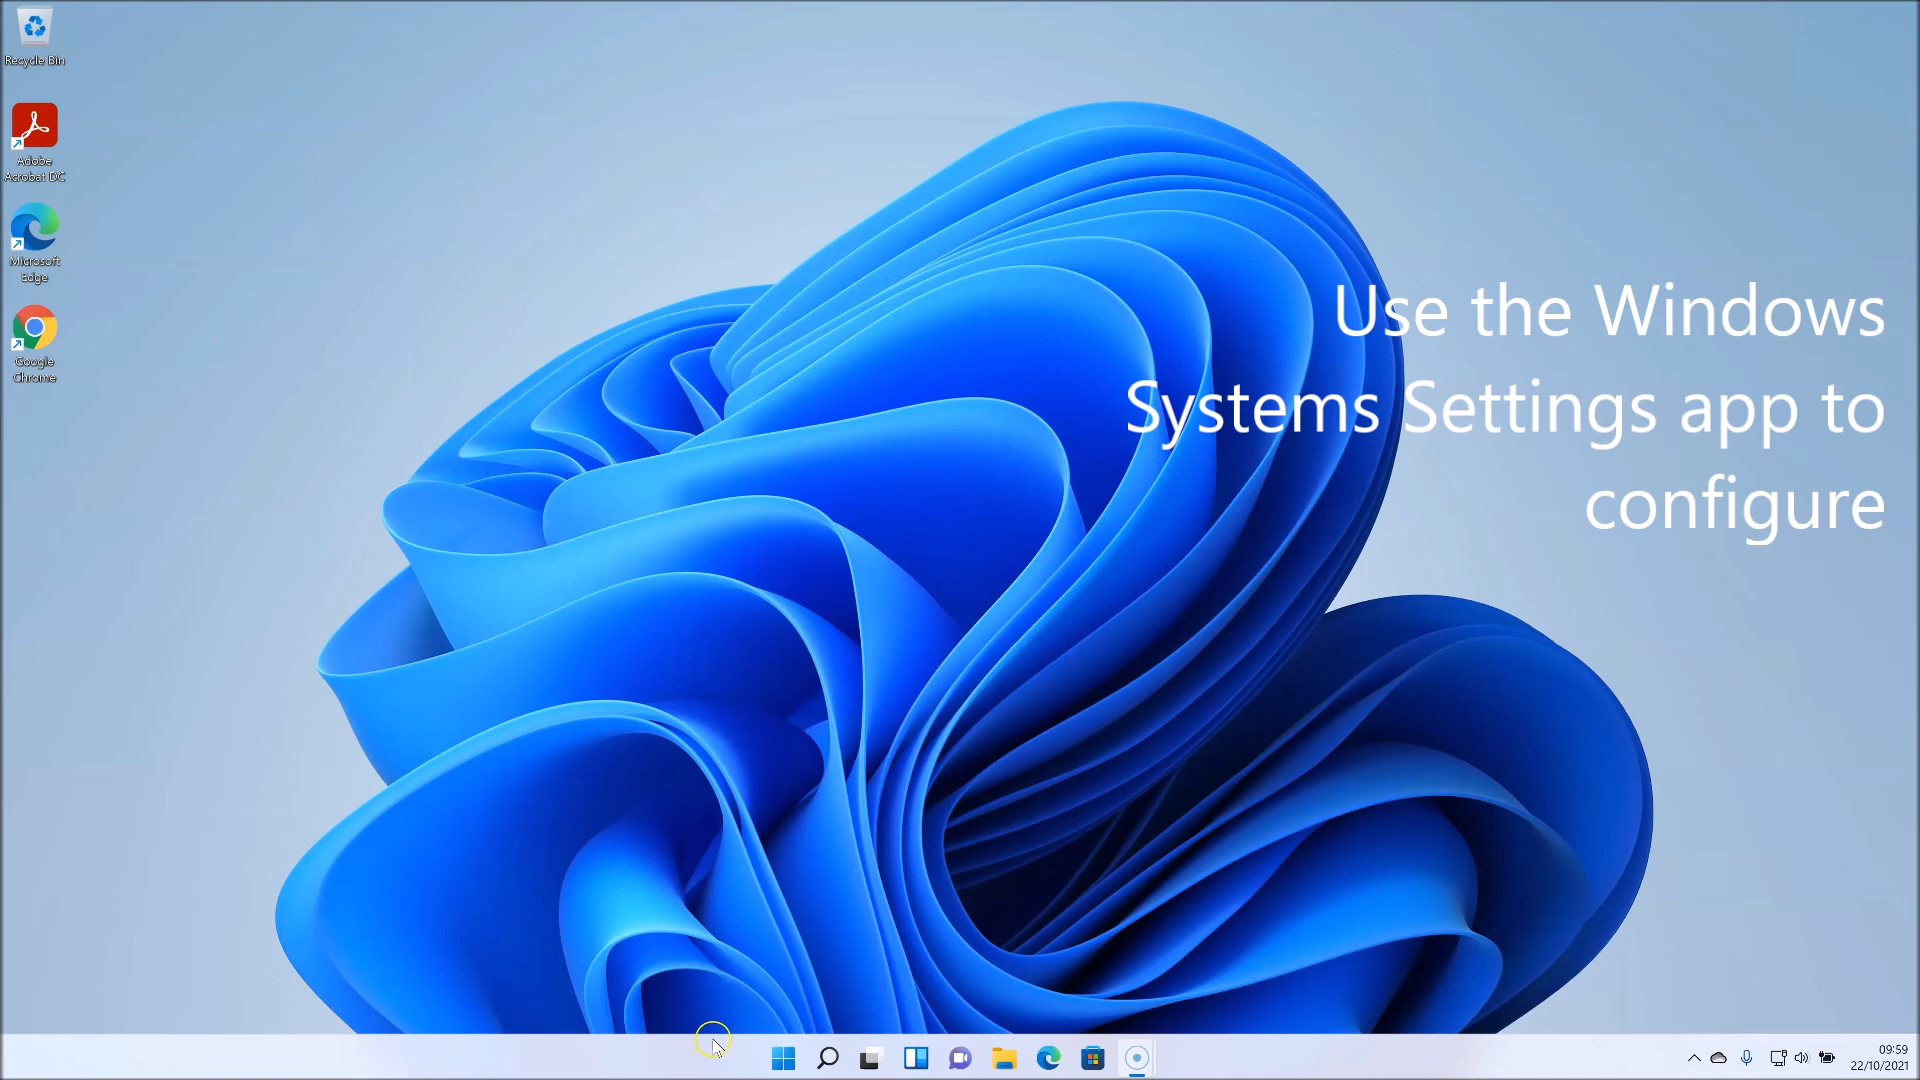 Recycle Bin
Adobe
Acrobat DC
Microsoft
Edge
Google
Chrome
Use the Windows
Systems Settings app to
configure
09:59
22/10/2021